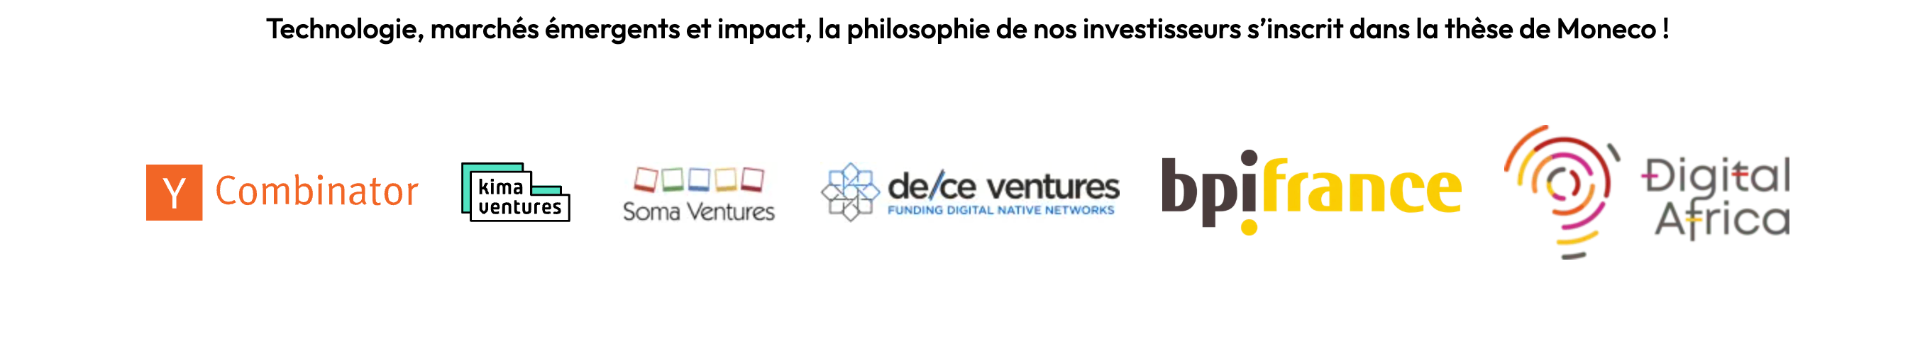 Technologie, marchés émergents et impact, la philosophie de nos investisseurs s’inscrit dans la thèse de Moneco !
Y Combinator
kima
ventures
Soma Ventures
de/ce ventures
FUNDING DIGITAL NATIVE NETWORKS
bpifrance
Digital
Africa